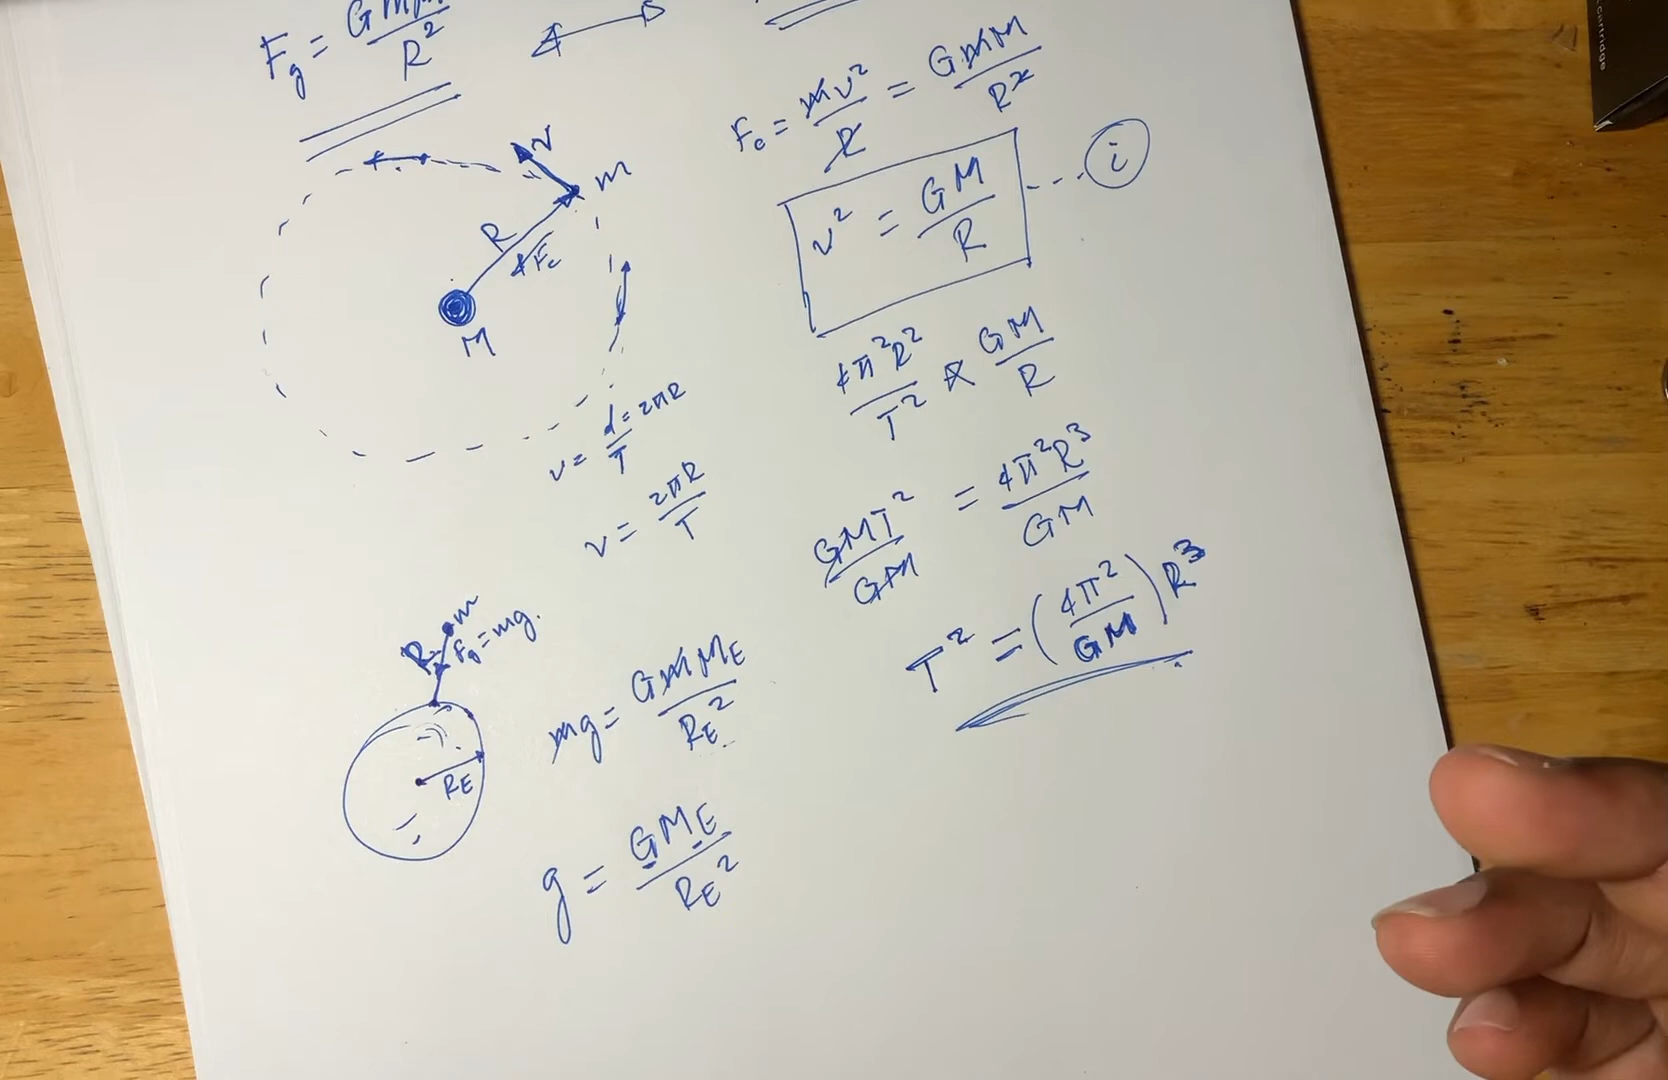 Fg = GmM/R²
Fc = mv²/R = GmM/R²
v
m
R
Fc
M
v² = GM/R
i
4π²R²/T² × GM/R
v = d/T = 2πR
v = 2πR/T
GMT²/GM = 4π²R³/GM
T² = (4π²/GM)R³
m
R
Fg = mg.
RE
mg = GmME/RE²
g = GME/RE²
cartridge